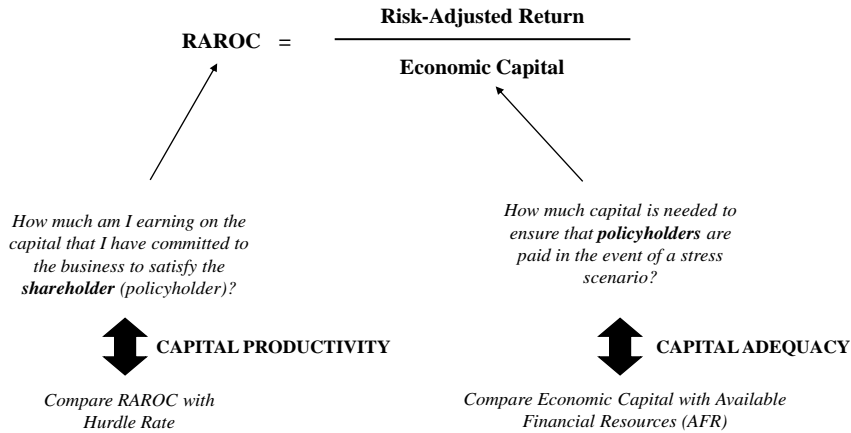 Risk-Adjusted Return
RAROC =
Economic Capital
How much am I earning on the
capital that I have committed to
the business to satisfy the
shareholder (policyholder)?
How much capital is needed to
ensure that policyholders are
paid in the event of a stress
scenario?
CAPITAL PRODUCTIVITY
CAPITAL ADEQUACY
Compare RAROC with
Hurdle Rate
Compare Economic Capital with Available
Financial Resources (AFR)